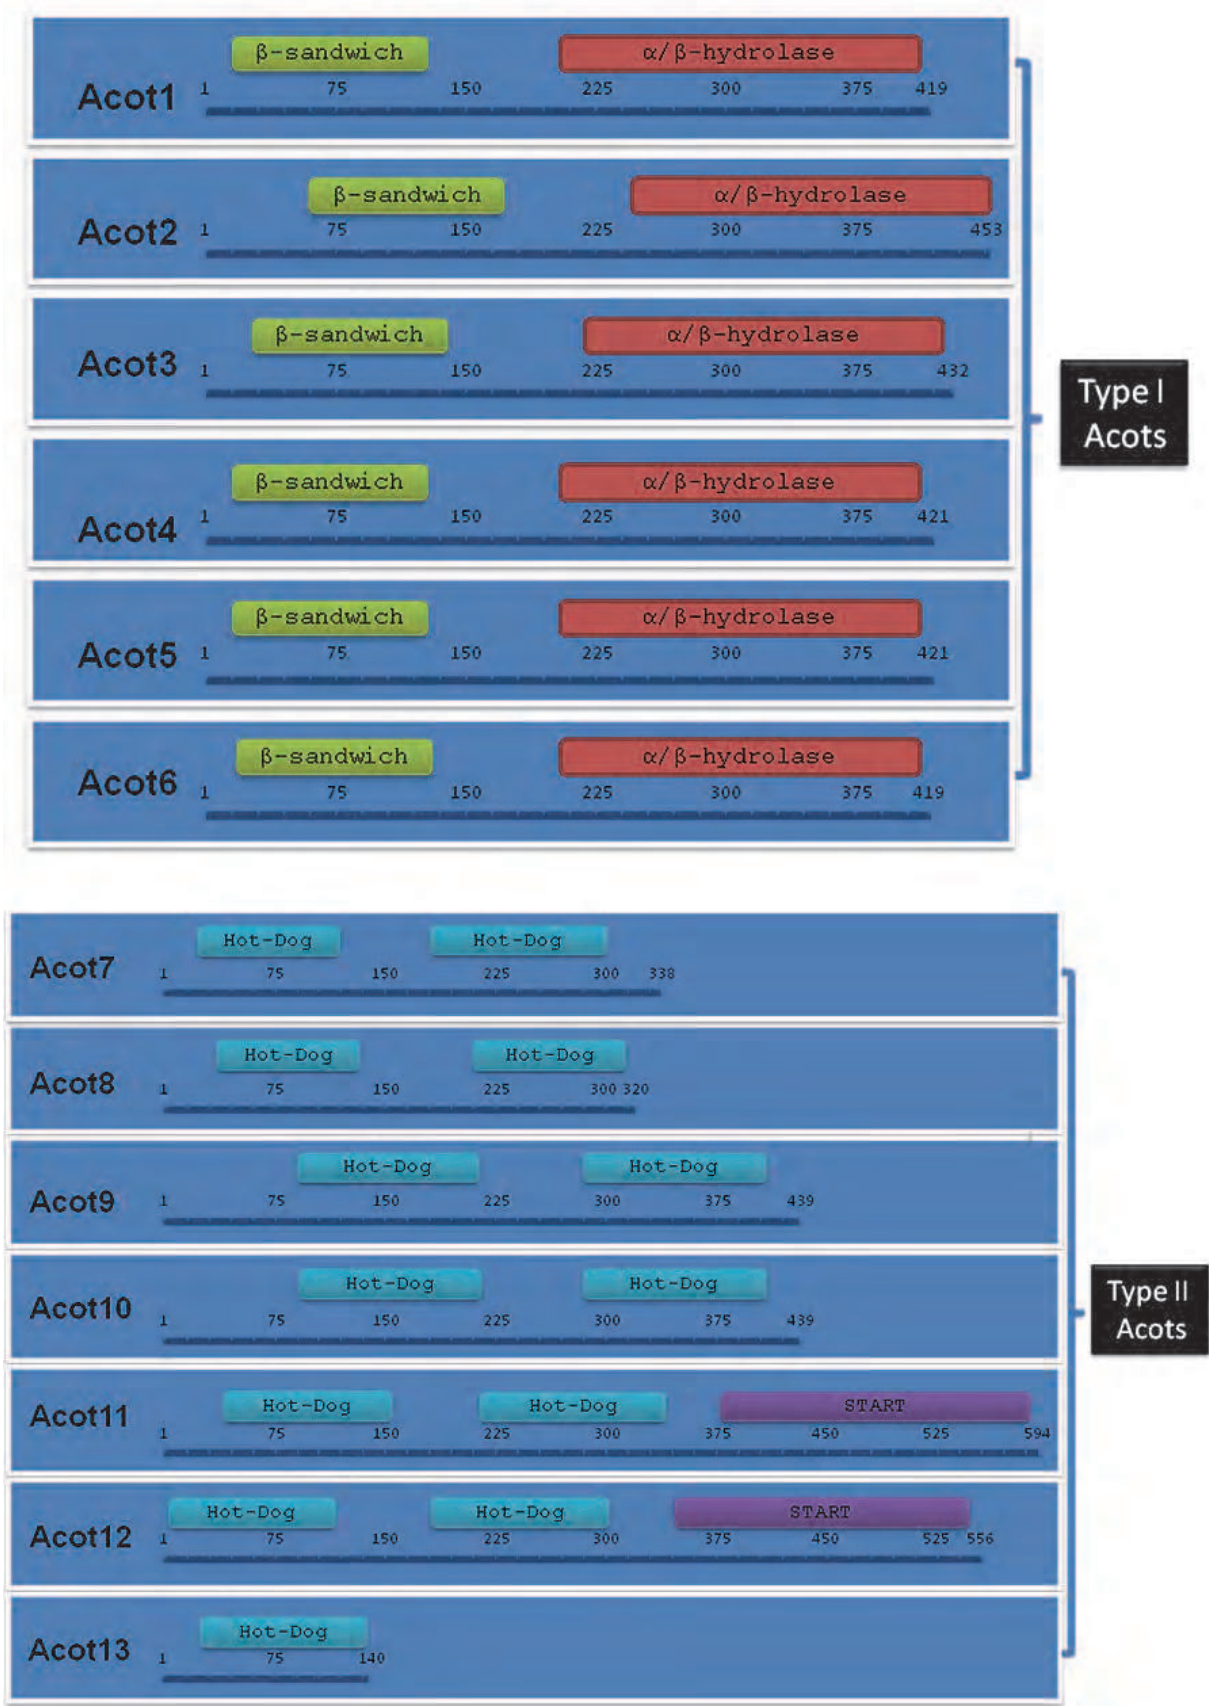 β-sandwich α/β-hydrolase
Acot1 1 75 150 225 300 375 419
β-sandwich α/β-hydrolase
Acot2 1 75 150 225 300 375 453
β-sandwich α/β-hydrolase
Acot3 1 75 150 225 300 375 432
Type I
Acots
β-sandwich α/β-hydrolase
Acot4 1 75 150 225 300 375 421
β-sandwich α/β-hydrolase
Acot5 1 75 150 225 300 375 421
β-sandwich α/β-hydrolase
Acot6 1 75 150 225 300 375 419
Hot-Dog Hot-Dog
Acot7 1 75 150 225 300 338
Hot-Dog Hot-Dog
Acot8 1 75 150 225 300 320
Hot-Dog Hot-Dog
Acot9 1 75 150 225 300 375 439
Hot-Dog Hot-Dog
Acot10 1 75 150 225 300 375 439
Type II
Acots
Hot-Dog Hot-Dog START
Acot11 1 75 150 225 300 375 450 525 594
Hot-Dog Hot-Dog START
Acot12 1 75 150 225 300 375 450 525 556
Hot-Dog
Acot13 1 75 140